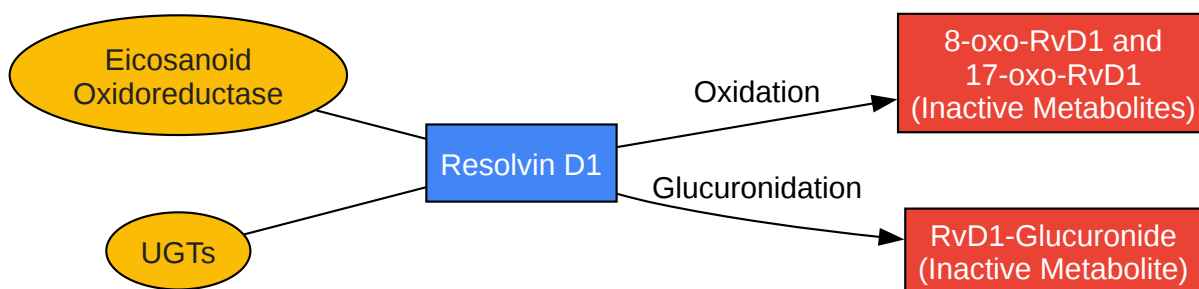 Eicosanoid
Oxidoreductase
UGTs
Resolvin D1
Oxidation
Glucuronidation
8-oxo-RvD1 and
17-oxo-RvD1
(Inactive Metabolites)
RvD1-Glucuronide
(Inactive Metabolite)